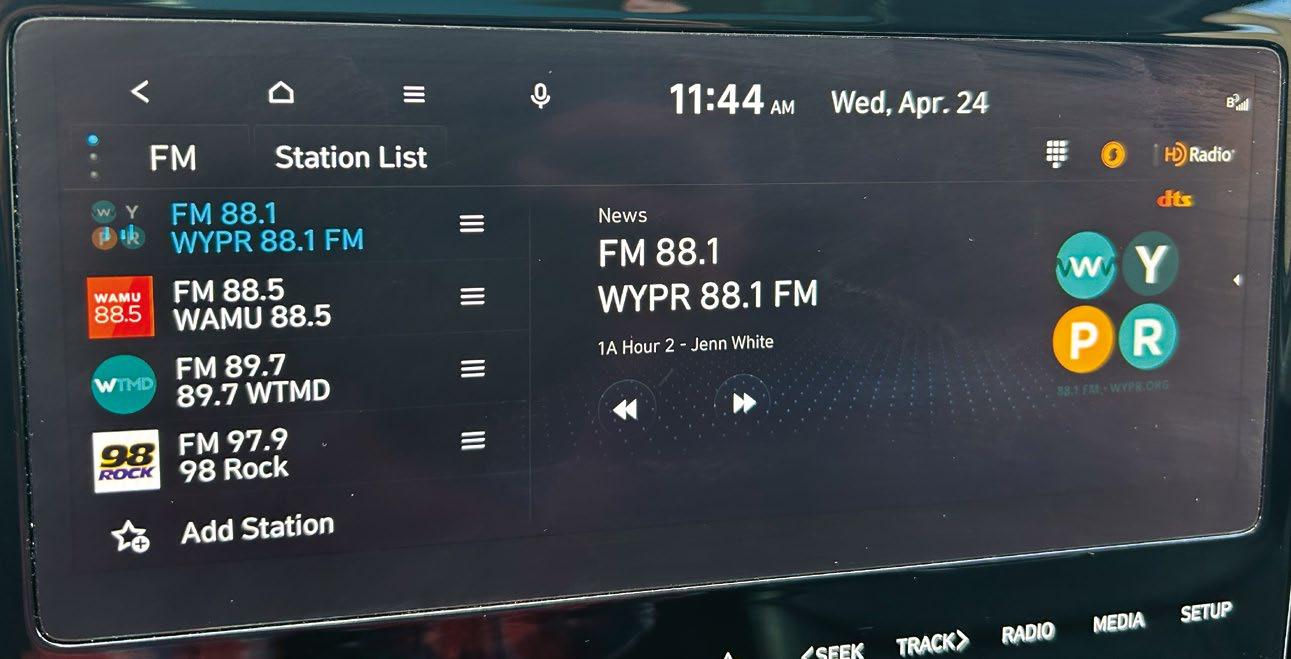 11:44 AM Wed, Apr. 24
FM Station List
HD Radio
dts
W Y
P R
FM 88.1
WYPR 88.1 FM
WAMU
88.5
FM 88.5
WAMU 88.5
WTMD
FM 89.7
89.7 WTMD
98
ROCK
FM 97.9
98 Rock
Add Station
News
FM 88.1
WYPR 88.1 FM
1A Hour 2 - Jenn White
W Y
P R
88.1 FM · WYPR.ORG
<SEEK TRACK> RADIO MEDIA SETUP